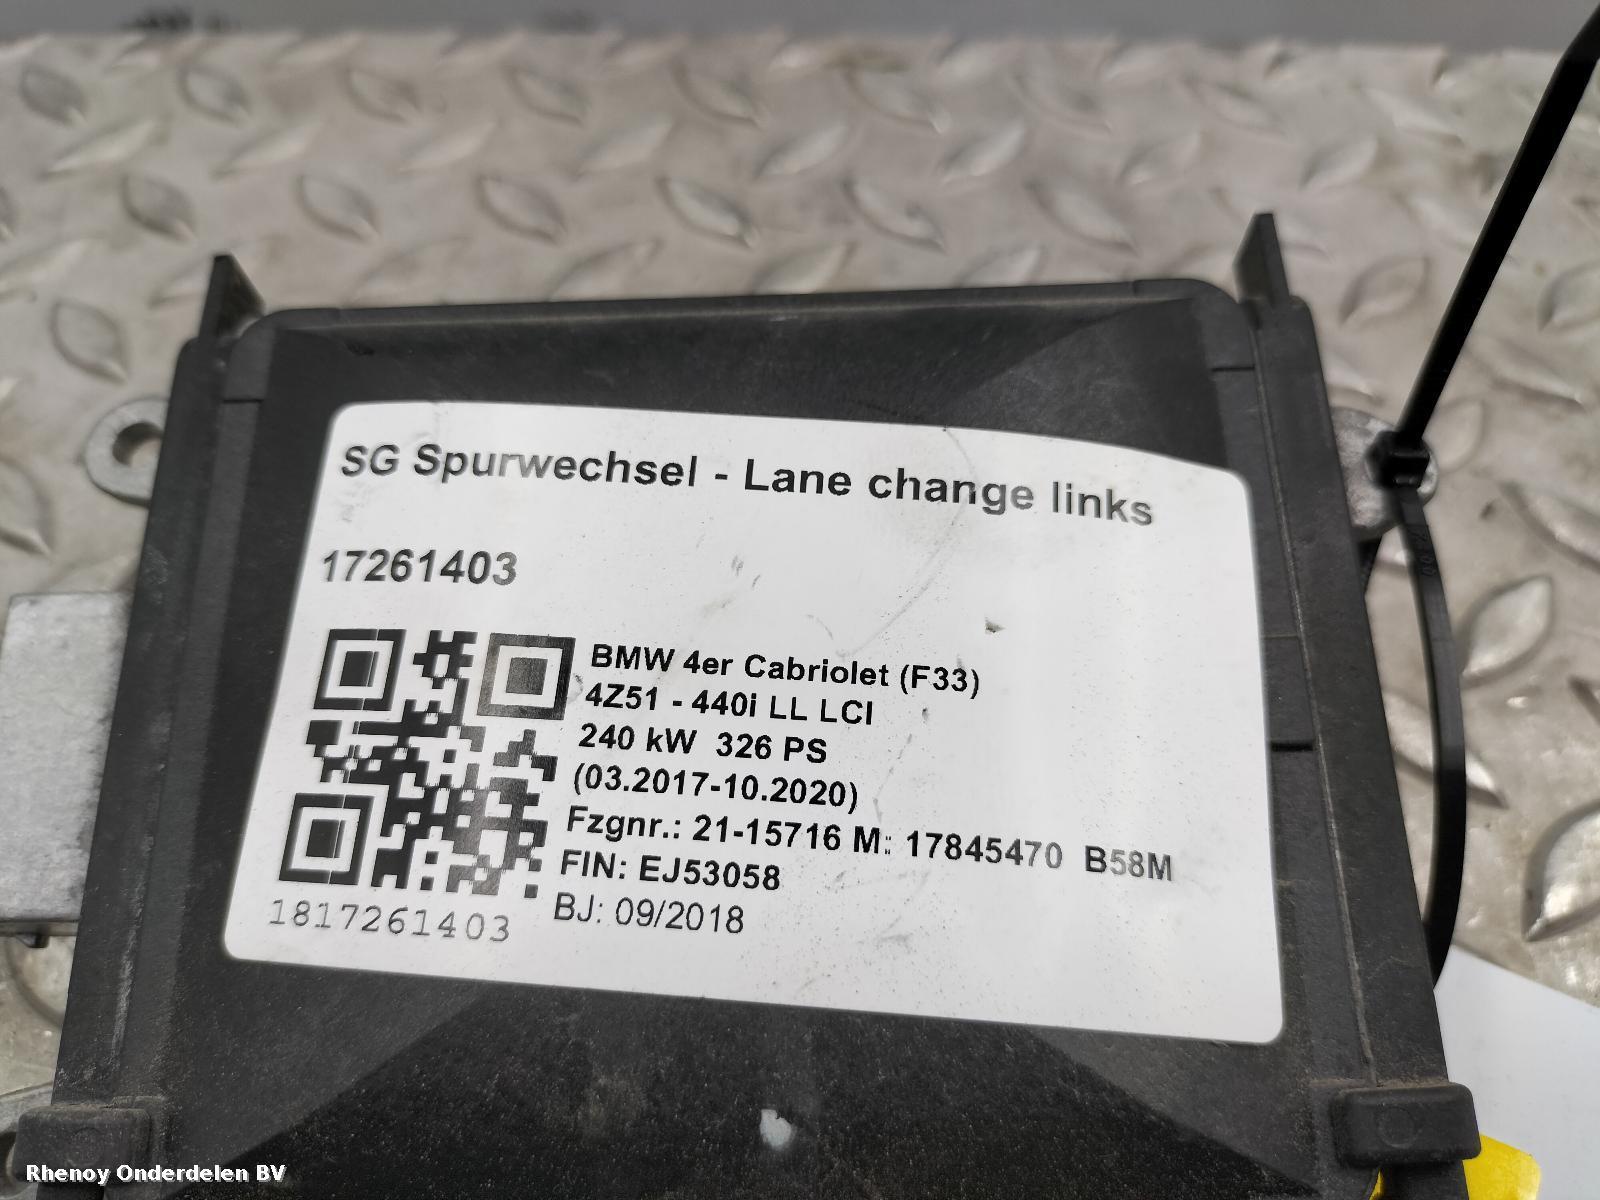 SG Spurwechsel - Lane change links
17261403
BMW 4er Cabriolet (F33)
4Z51 - 440i LL LCI
240 kW 326 PS
(03.2017-10.2020)
Fzgnr.: 21-15716 M: 17845470 B58M
FIN: EJ53058
BJ: 09/2018
1817261403
Rhenoy Onderdelen BV